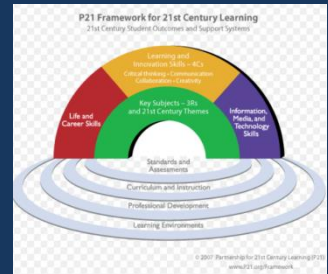 P21 Framework for 21st Century Learning
21st Century Student Outcomes and Support Systems
Learning and
Innovation Skills – 4Cs
Critical thinking • Communication
Collaboration • Creativity
Key Subjects – 3Rs
and 21st Century Themes
Life and
Career Skills
Information,
Media, and
Technology
Skills
Standards and
Assessments
Curriculum and Instruction
Professional Development
Learning Environments
© 2007 Partnership for 21st Century Learning (P21)
www.P21.org/Framework